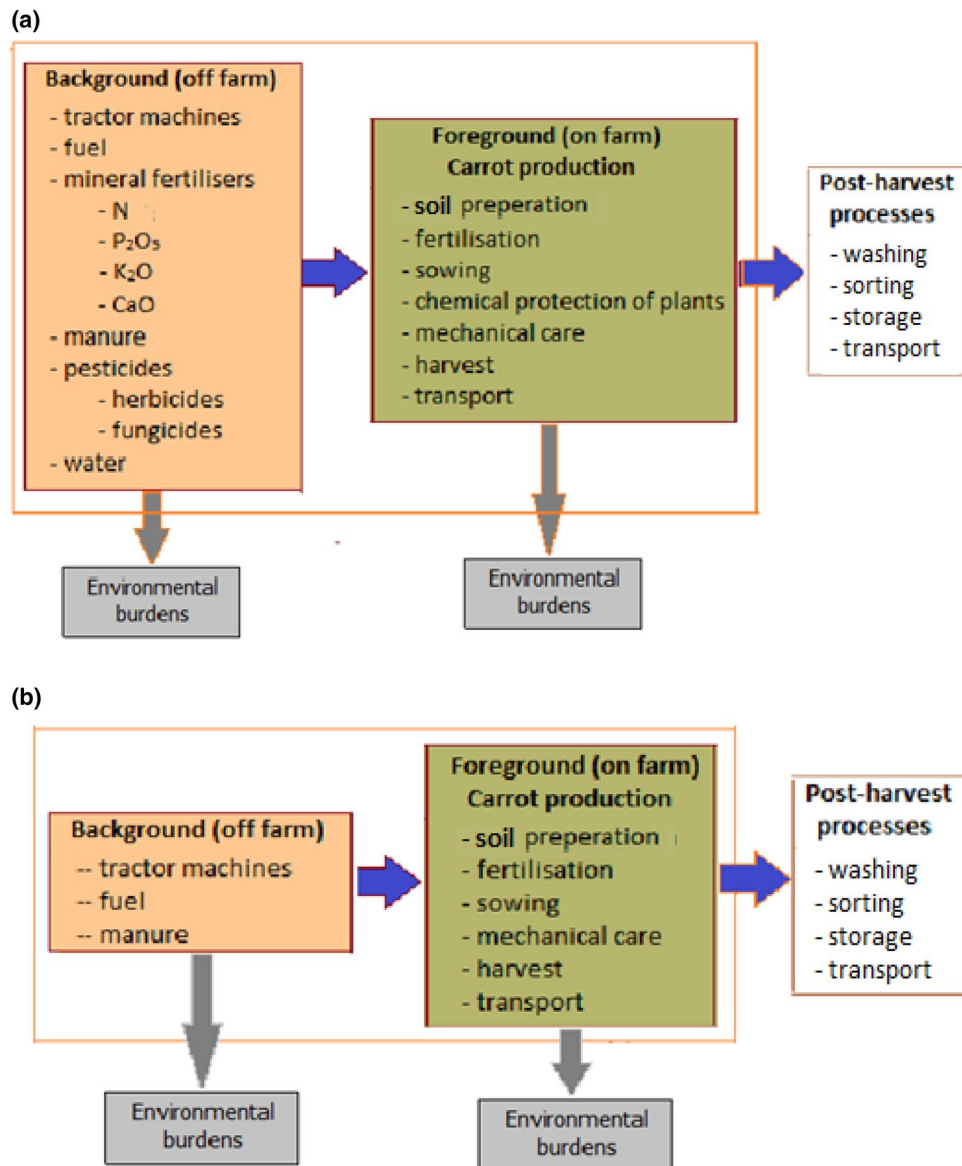 (a)
Background (off farm)
- tractor machines
- fuel
- mineral fertilisers
- N
- P₂O₅
- K₂O
- CaO
- manure
- pesticides
- herbicides
- fungicides
- water
Foreground (on farm)
Carrot production
- soil preperation
- fertilisation
- sowing
- chemical protection of plants
- mechanical care
- harvest
- transport
Post-harvest
processes
- washing
- sorting
- storage
- transport
Environmental
burdens
Environmental
burdens
(b)
Background (off farm)
-- tractor machines
-- fuel
-- manure
Foreground (on farm)
Carrot production
- soil preperation
- fertilisation
- sowing
- mechanical care
- harvest
- transport
Post-harvest
processes
- washing
- sorting
- storage
- transport
Environmental
burdens
Environmental
burdens